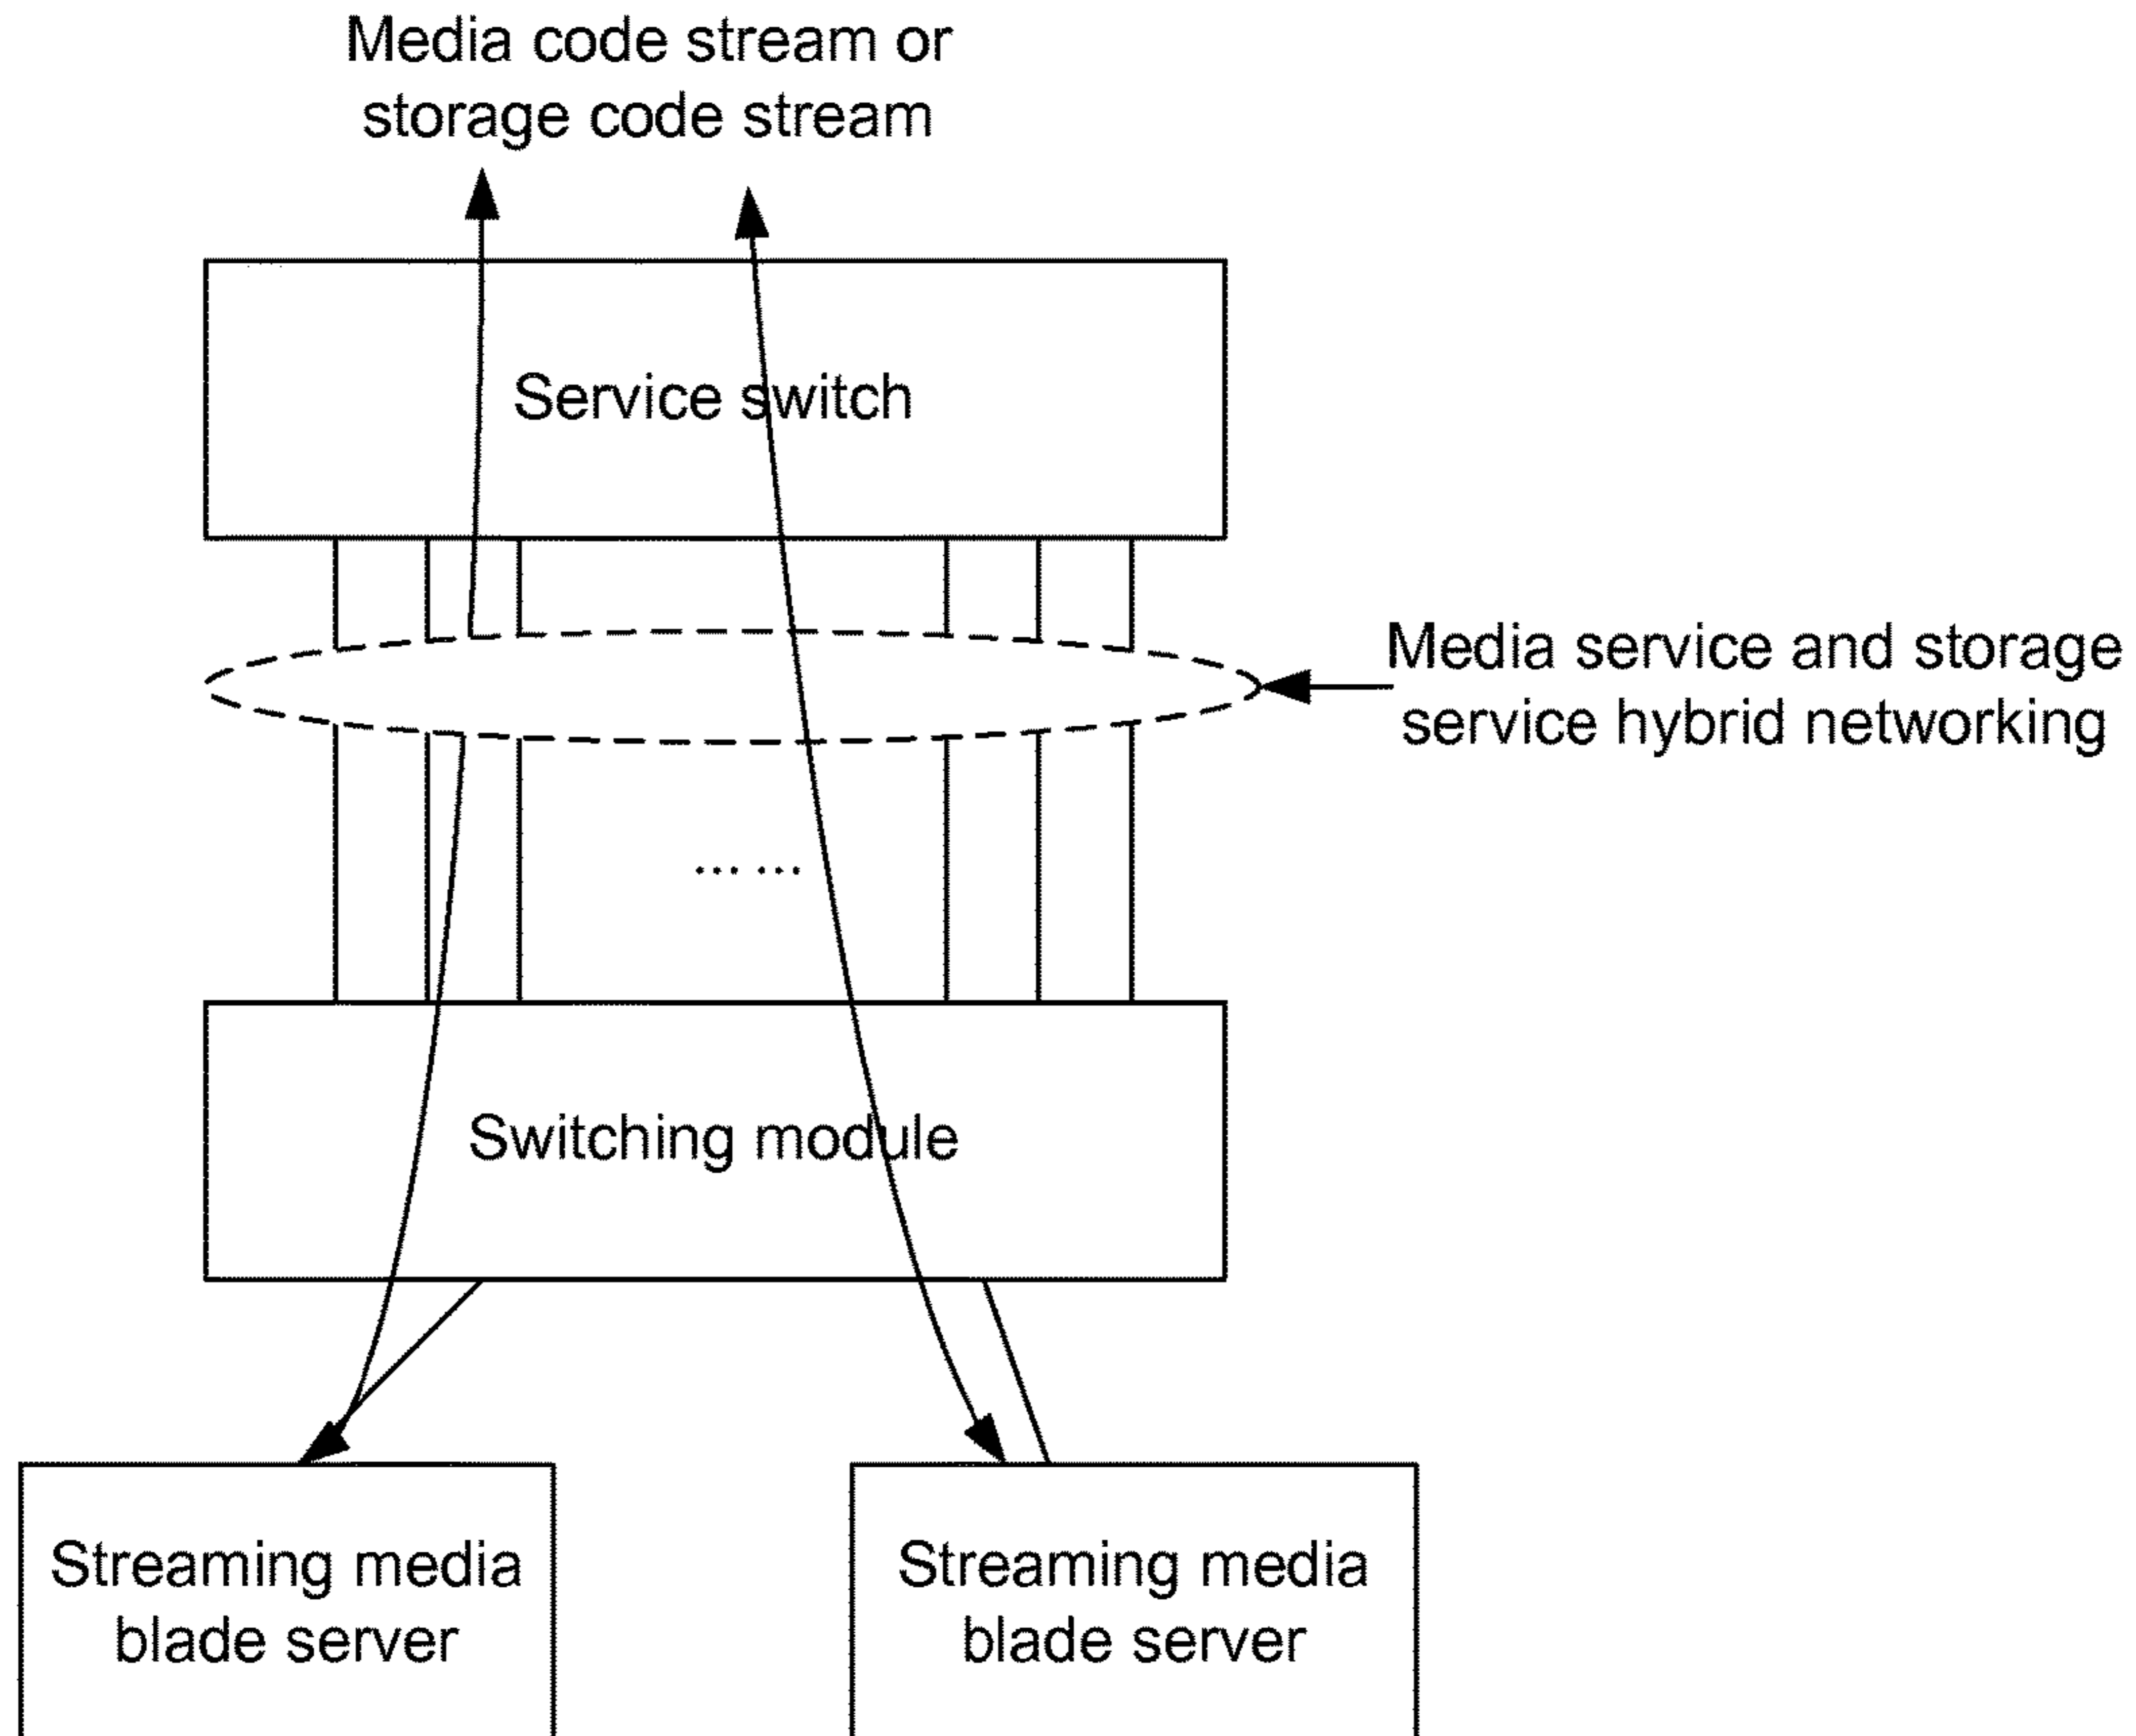 Media code stream or
storage code stream
Service switch
Media service and storage
service hybrid networking
... ...
Switching module
Streaming media
blade server
Streaming media
blade server